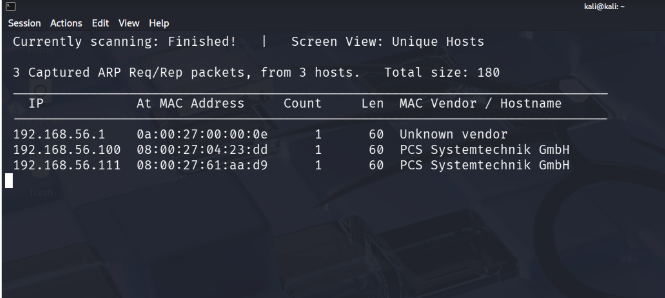 kali@kali: ~
Session Actions Edit View Help
Currently scanning: Finished! | Screen View: Unique Hosts
3 Captured ARP Req/Rep packets, from 3 hosts. Total size: 180
IP At MAC Address Count Len MAC Vendor / Hostname
192.168.56.1 0a:00:27:00:00:0e 1 60 Unknown vendor
192.168.56.100 08:00:27:04:23:dd 1 60 PCS Systemtechnik GmbH
192.168.56.111 08:00:27:61:aa:d9 1 60 PCS Systemtechnik GmbH